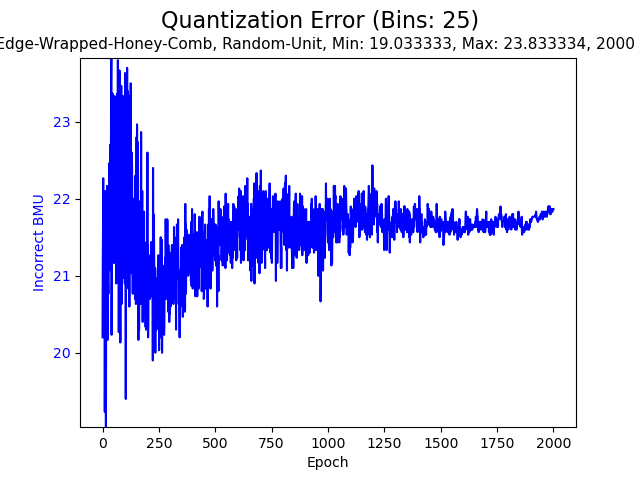 Quantization Error (Bins: 25)
Edge-Wrapped-Honey-Comb, Random-Unit, Min: 19.033333, Max: 23.833334, 2000
23
22
21
20
Incorrect BMU
0 250 500 750 1000 1250 1500 1750 2000
Epoch